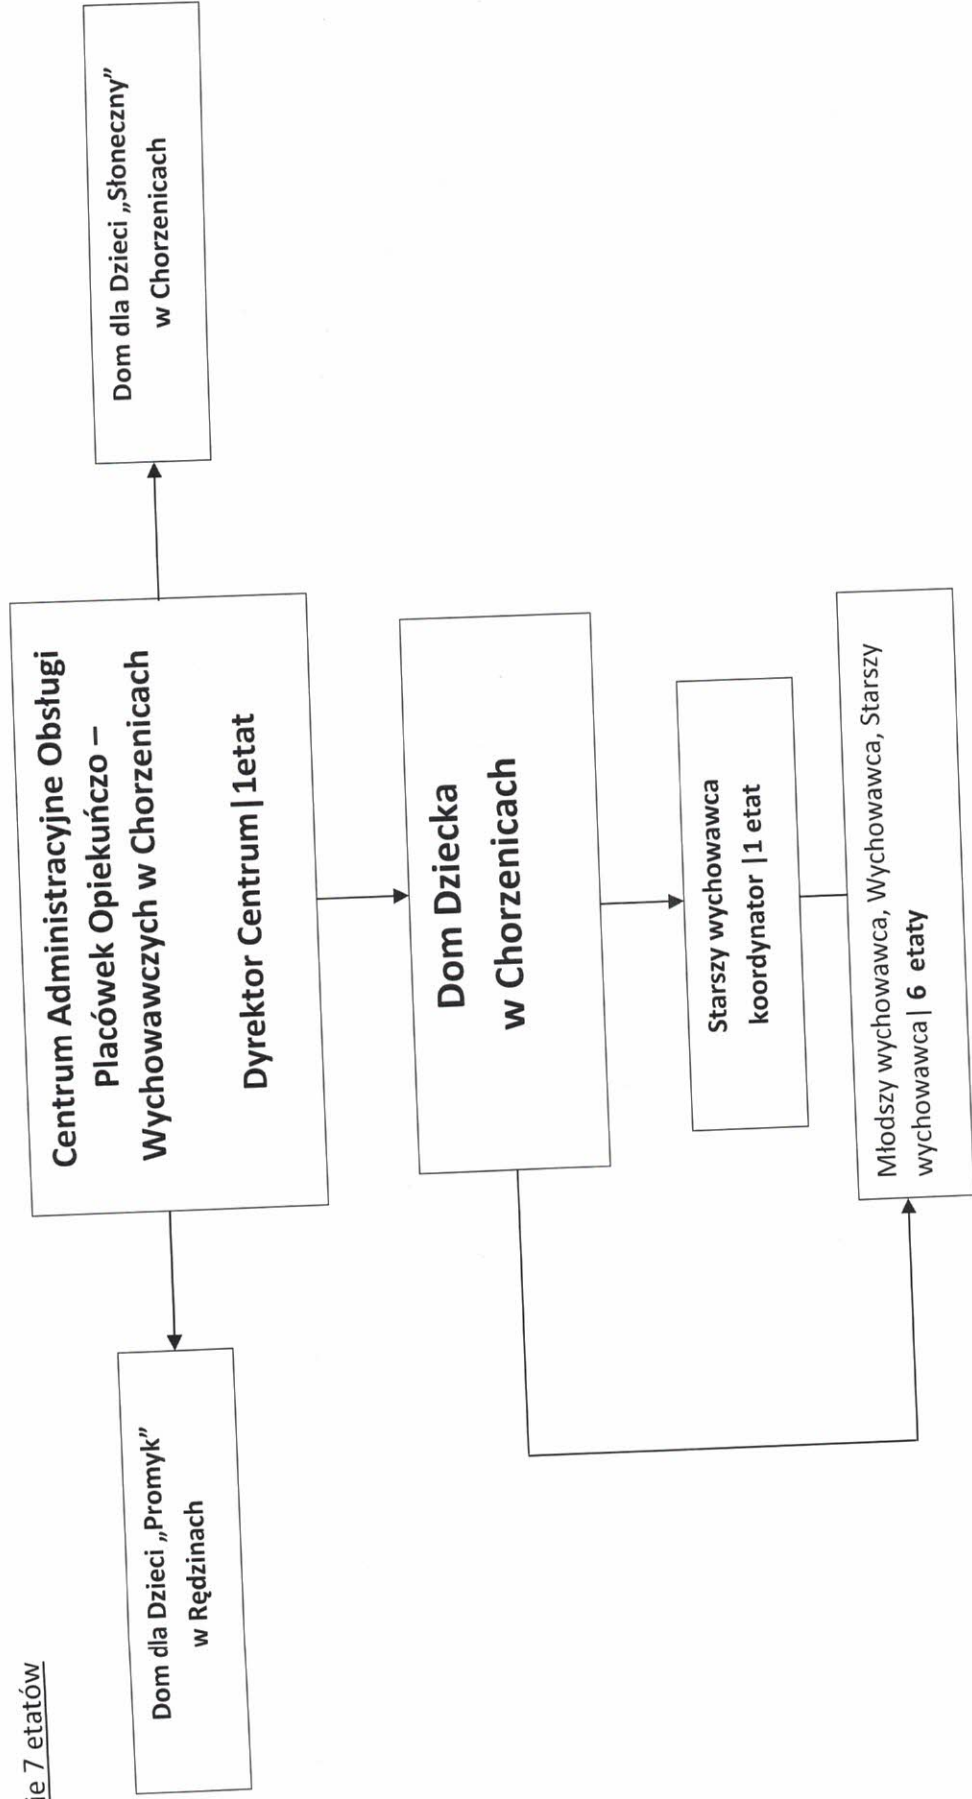 ie 7 etatów
Centrum Administracyjne Obsługi
Placówek Opiekuńczo –
Wychowawczych w Chorzenicach
Dyrektor Centrum|1etat
Dom dla Dzieci „Promyk”
w Rędzinach
Dom dla Dzieci „Słoneczny”
w Chorzenicach
Dom Dziecka
w Chorzenicach
Starszy wychowawca
koordynator |1 etat
Młodszy wychowawca, Wychowawca, Starszy
wychowawca| 6 etaty